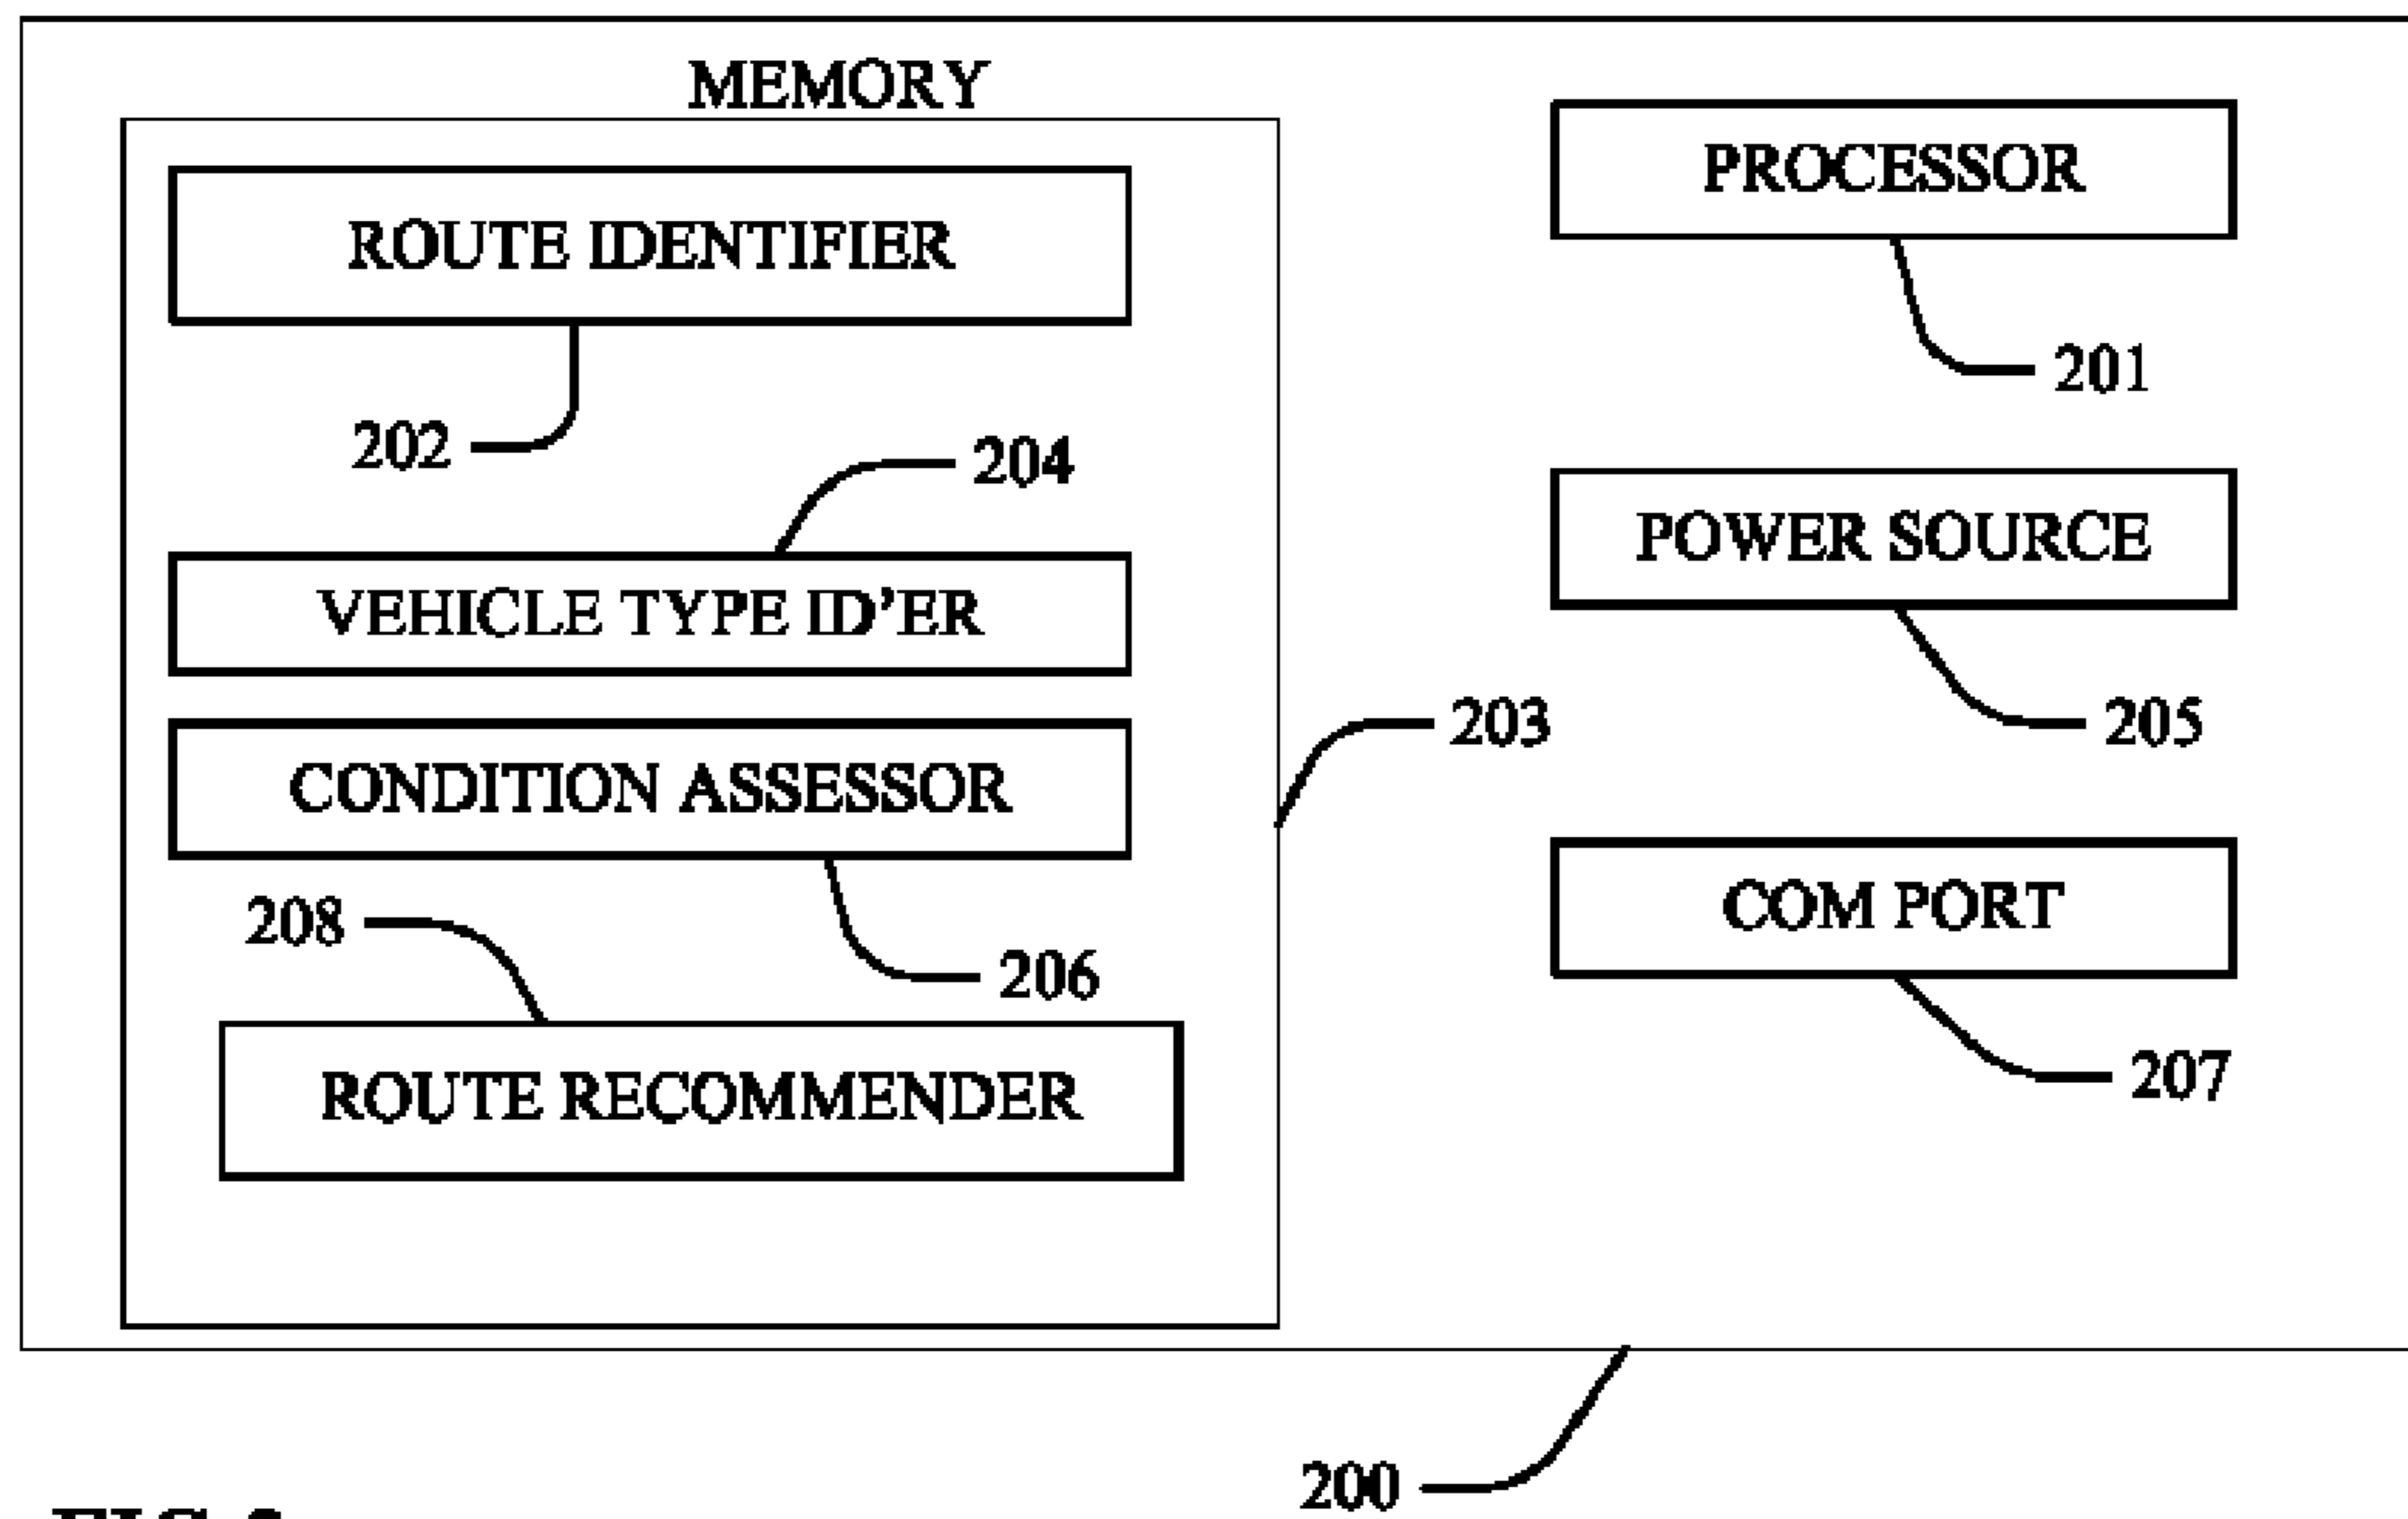 MEMORY
ROUTE IDENTIFIER
202
204
VEHICLE TYPE ID'ER
CONDITION ASSESSOR
208
206
ROUTE RECOMMENDER
203
PROCESSOR
201
POWER SOURCE
205
COM PORT
207
200